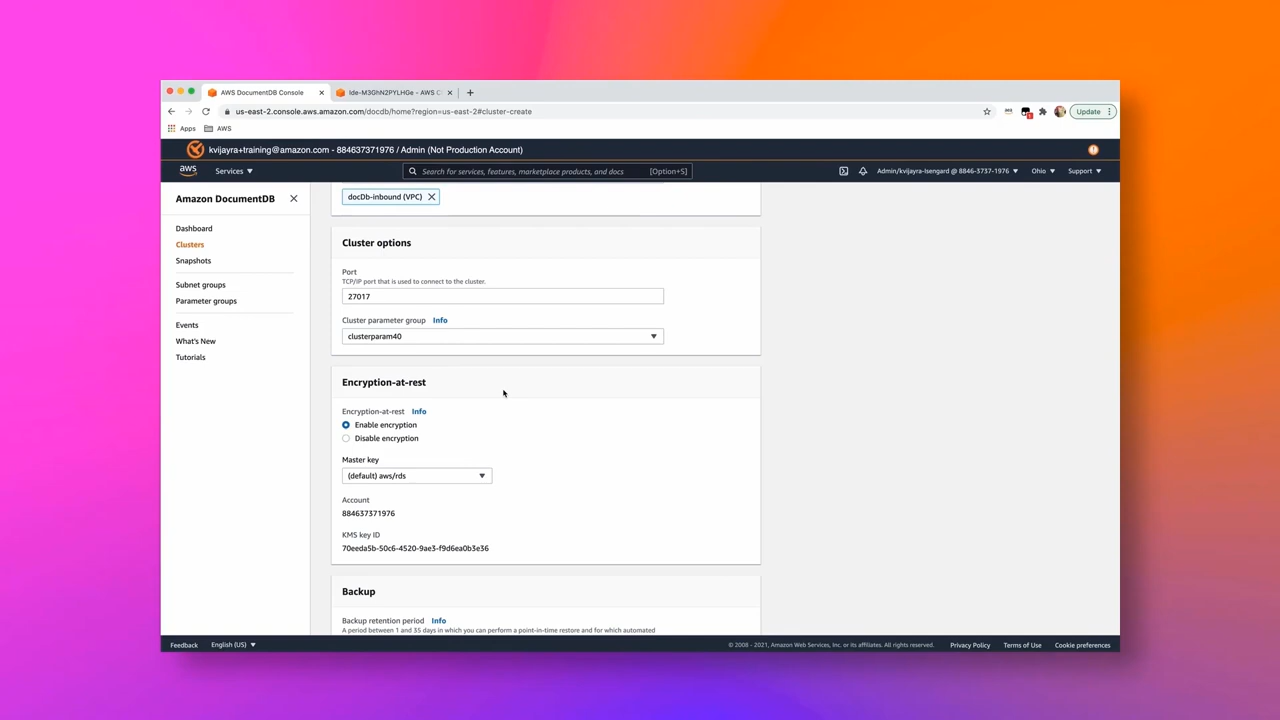 AWS DocumentDB Console
Ide-M3GhN2PYLHGe - AWS C
us-east-2.console.aws.amazon.com/docdb/home?region=us-east-2#cluster-create
Update
Apps
AWS
kvijayra+training@amazon.com - 884637371976 / Admin (Not Production Account)
aws
Services
Search for services, features, marketplace products, and docs
[Option+S]
Admin/kvijayra-Isengard @ 8846-3737-1976
Ohio
Support
Amazon DocumentDB
Dashboard
Clusters
Snapshots
Subnet groups
Parameter groups
Events
What's New
Tutorials
docDb-inbound (VPC)
Cluster options
Port
TCP/IP port that is used to connect to the cluster.
27017
Cluster parameter group Info
clusterparam40
Encryption-at-rest
Encryption-at-rest Info
Enable encryption
Disable encryption
Master key
(default) aws/rds
Account
884637371976
KMS key ID
70eeda5b-50c6-4520-9ae3-f9d6ea0b3e36
Backup
Backup retention period Info
A period between 1 and 35 days in which you can perform a point-in-time restore and for which automated
Feedback
English (US)
© 2008 - 2021, Amazon Web Services, Inc. or its affiliates. All rights reserved.
Privacy Policy
Terms of Use
Cookie preferences